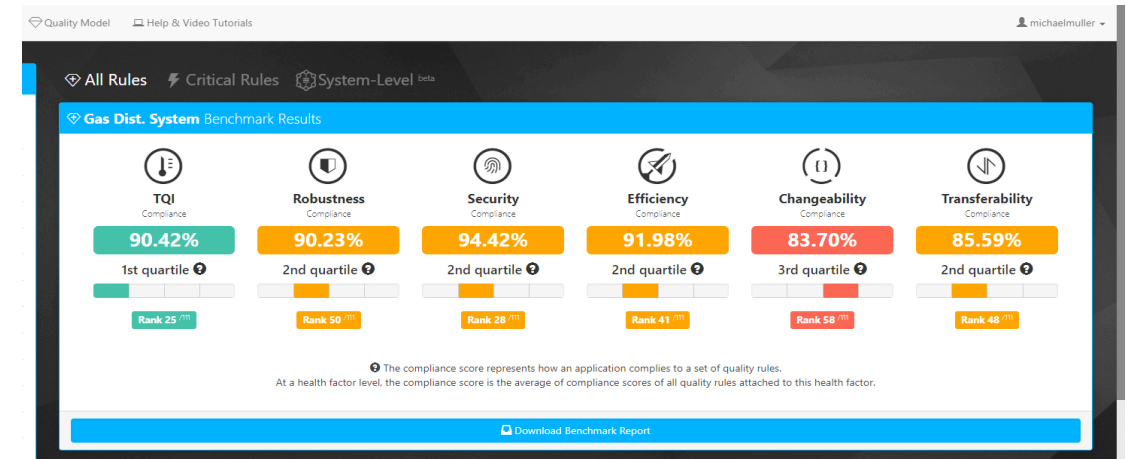 Quality Model Help & Video Tutorials michaelmuller
All Rules Critical Rules System-Level beta
Gas Dist. System Benchmark Results
TQI Robustness Security Efficiency Changeability Transferability
Compliance Compliance Compliance Compliance Compliance Compliance
90.42% 90.23% 94.42% 91.98% 83.70% 85.59%
1st quartile 2nd quartile 2nd quartile 2nd quartile 3rd quartile 2nd quartile
Rank 25 /111 Rank 50 /111 Rank 28 /111 Rank 41 /111 Rank 58 /111 Rank 48 /111
The compliance score represents how an application complies to a set of quality rules.
At a health factor level, the compliance score is the average of compliance scores of all quality rules attached to this health factor.
Download Benchmark Report